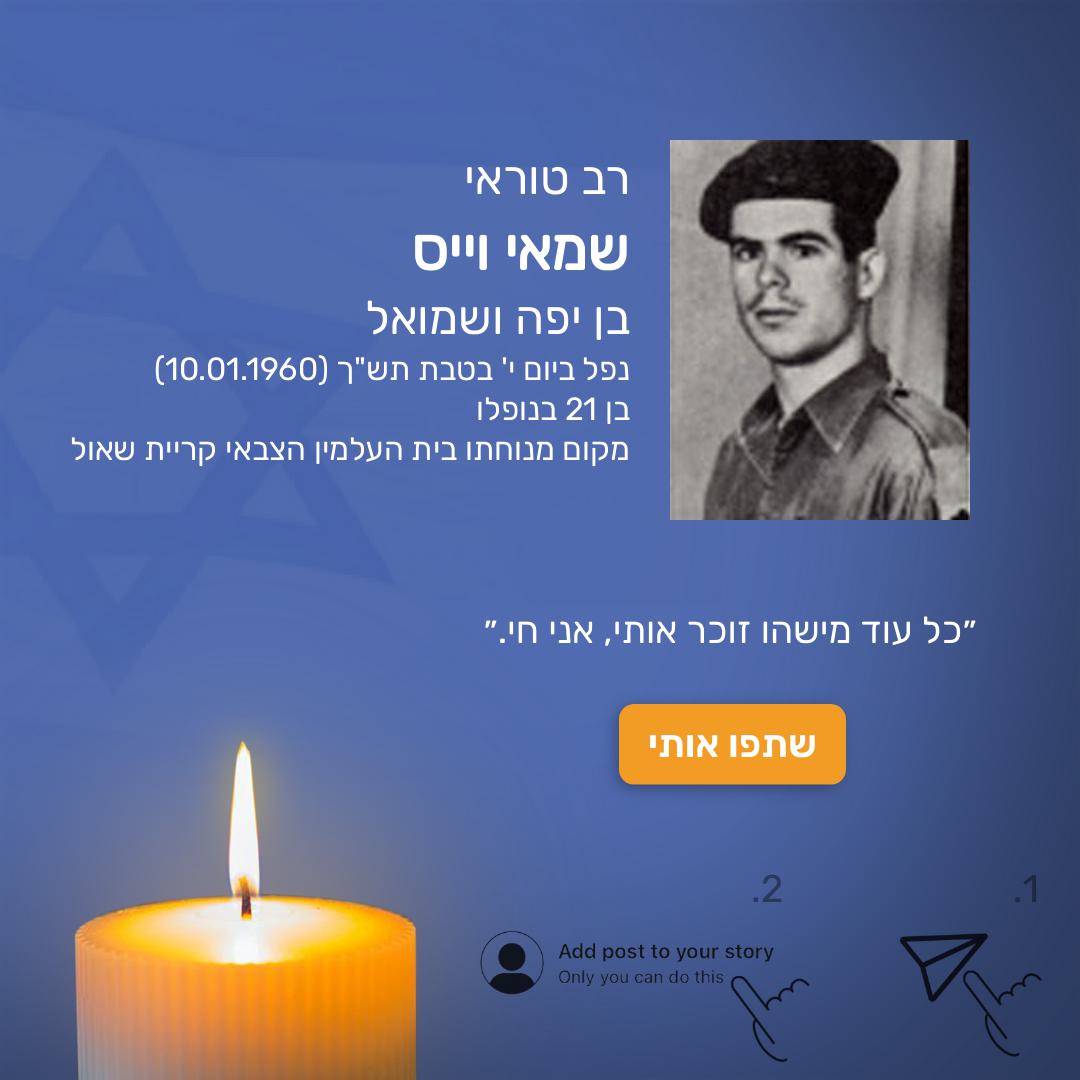 רב טוראי
שמאי וייס
בן יפה ושמואל
נפל ביום י' בטבת תש"ך (10.01.1960)
בן 21 בנופלו
מקום מנוחתו בית העלמין הצבאי קריית שאול
״כל עוד מישהו זוכר אותי, אני חי.״
שתפו אותי
.1
.2
Add post to your story
Only you can do this